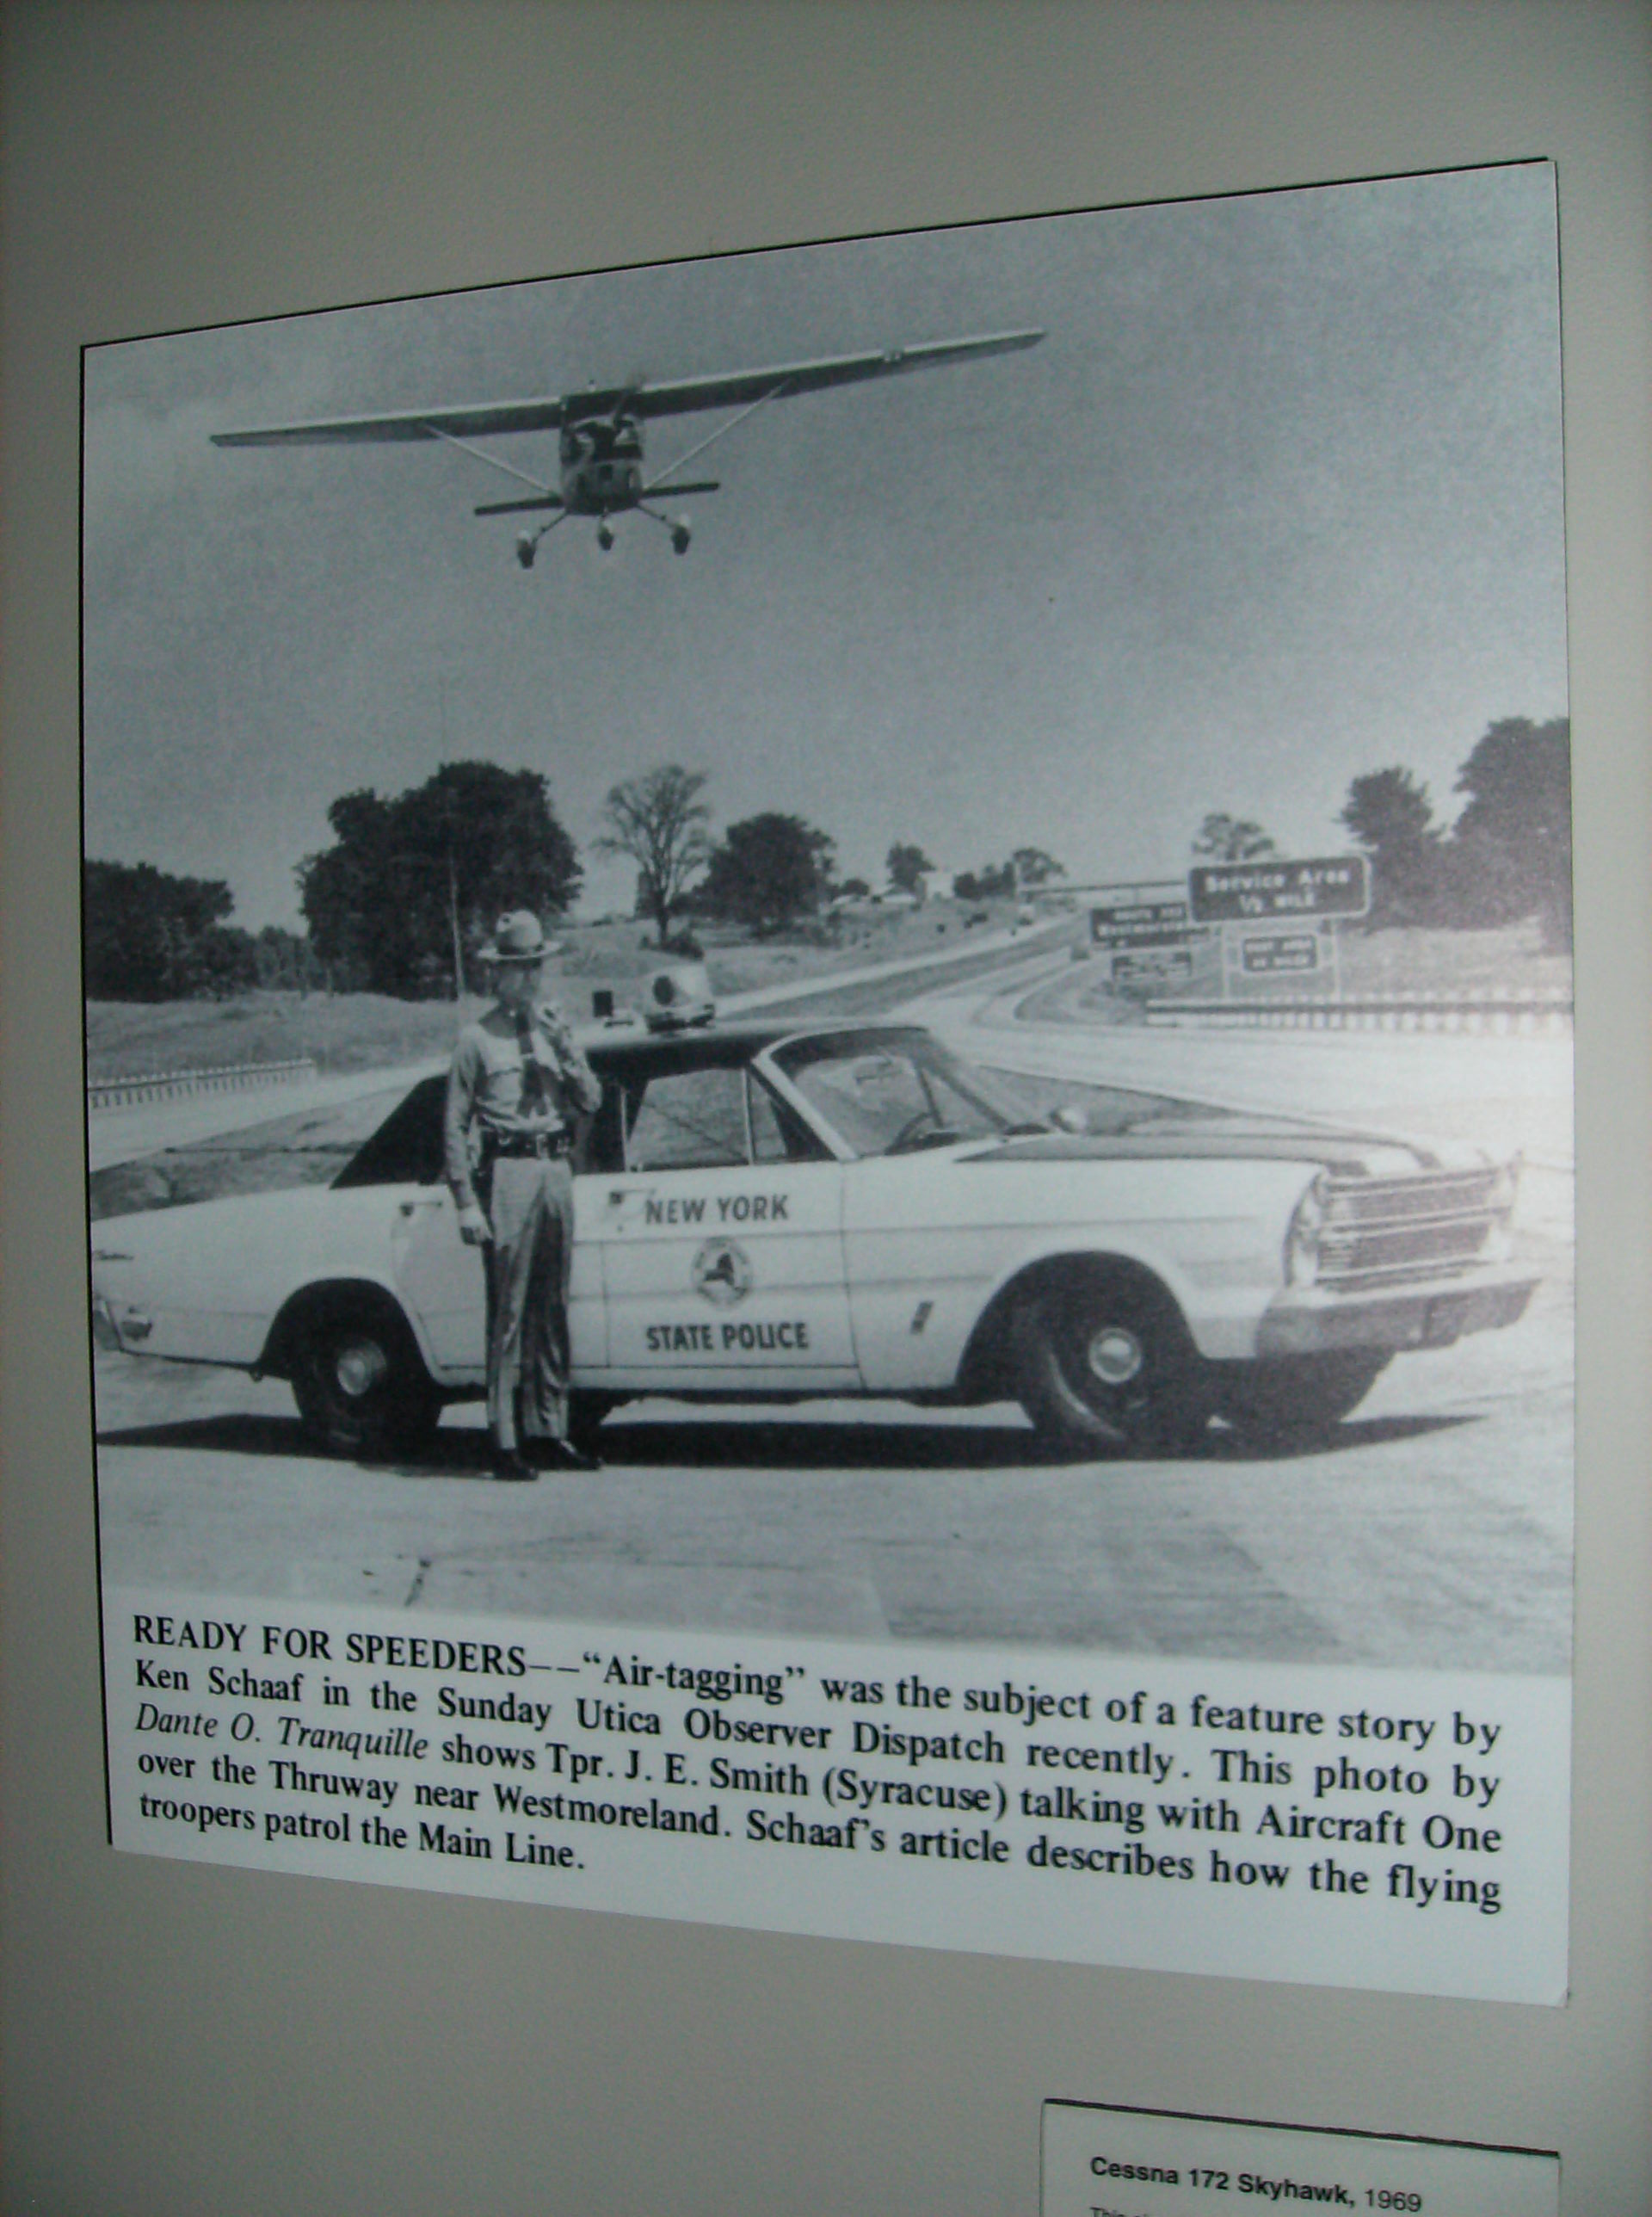 Service Area
1/2 MILE
NEW YORK
STATE POLICE
READY FOR SPEEDERS––“Air-tagging” was the subject of a feature story by
Ken Schaaf in the Sunday Utica Observer Dispatch recently. This photo by
Dante O. Tranquille shows Tpr. J. E. Smith (Syracuse) talking with Aircraft One
over the Thruway near Westmoreland. Schaaf’s article describes how the flying
troopers patrol the Main Line.
Cessna 172 Skyhawk, 1969